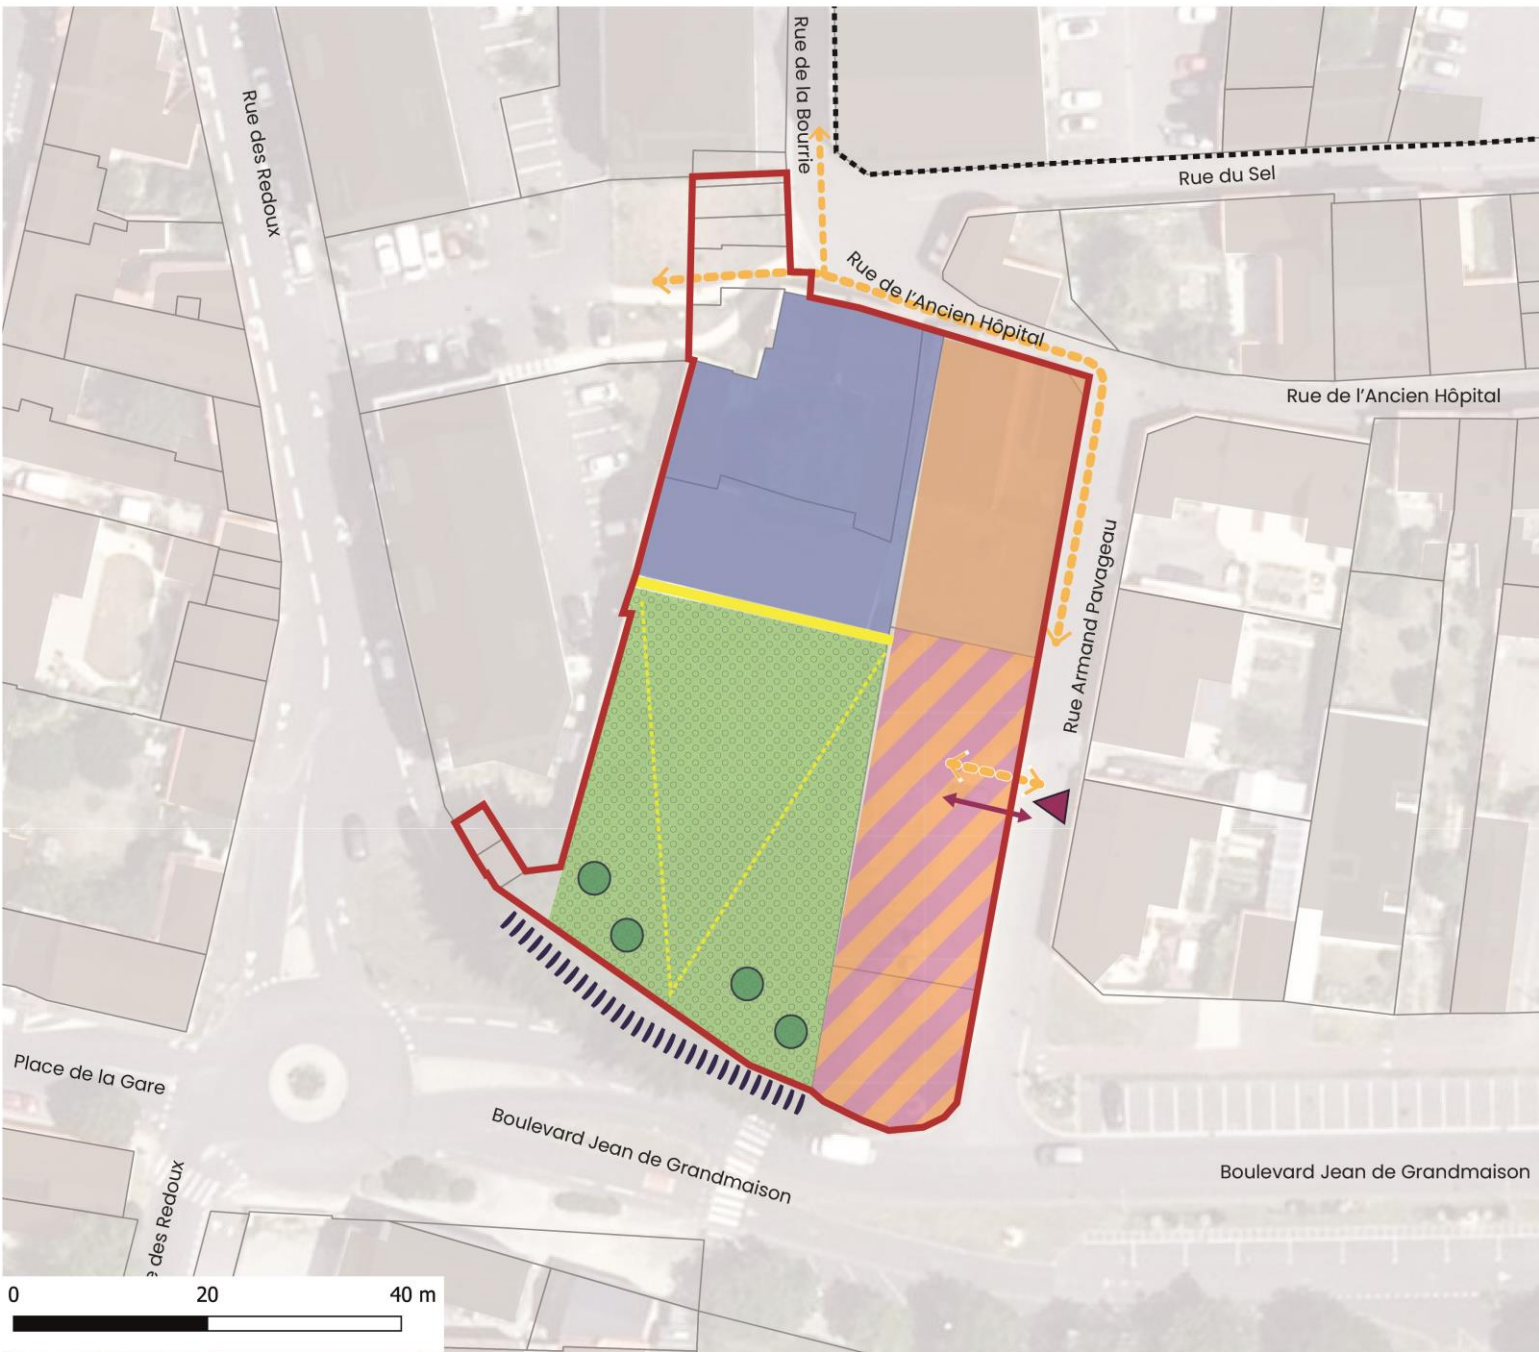 Rue de la Bourrie
Rue des Redoux
Rue du Sel
Rue de l'Ancien Hôpital
Rue de l'Ancien Hôpital
Rue Armand Pavageau
Place de la Gare
Boulevard Jean de Grandmaison
Boulevard Jean de Grandmaison
e des Redoux
0 20 40 m